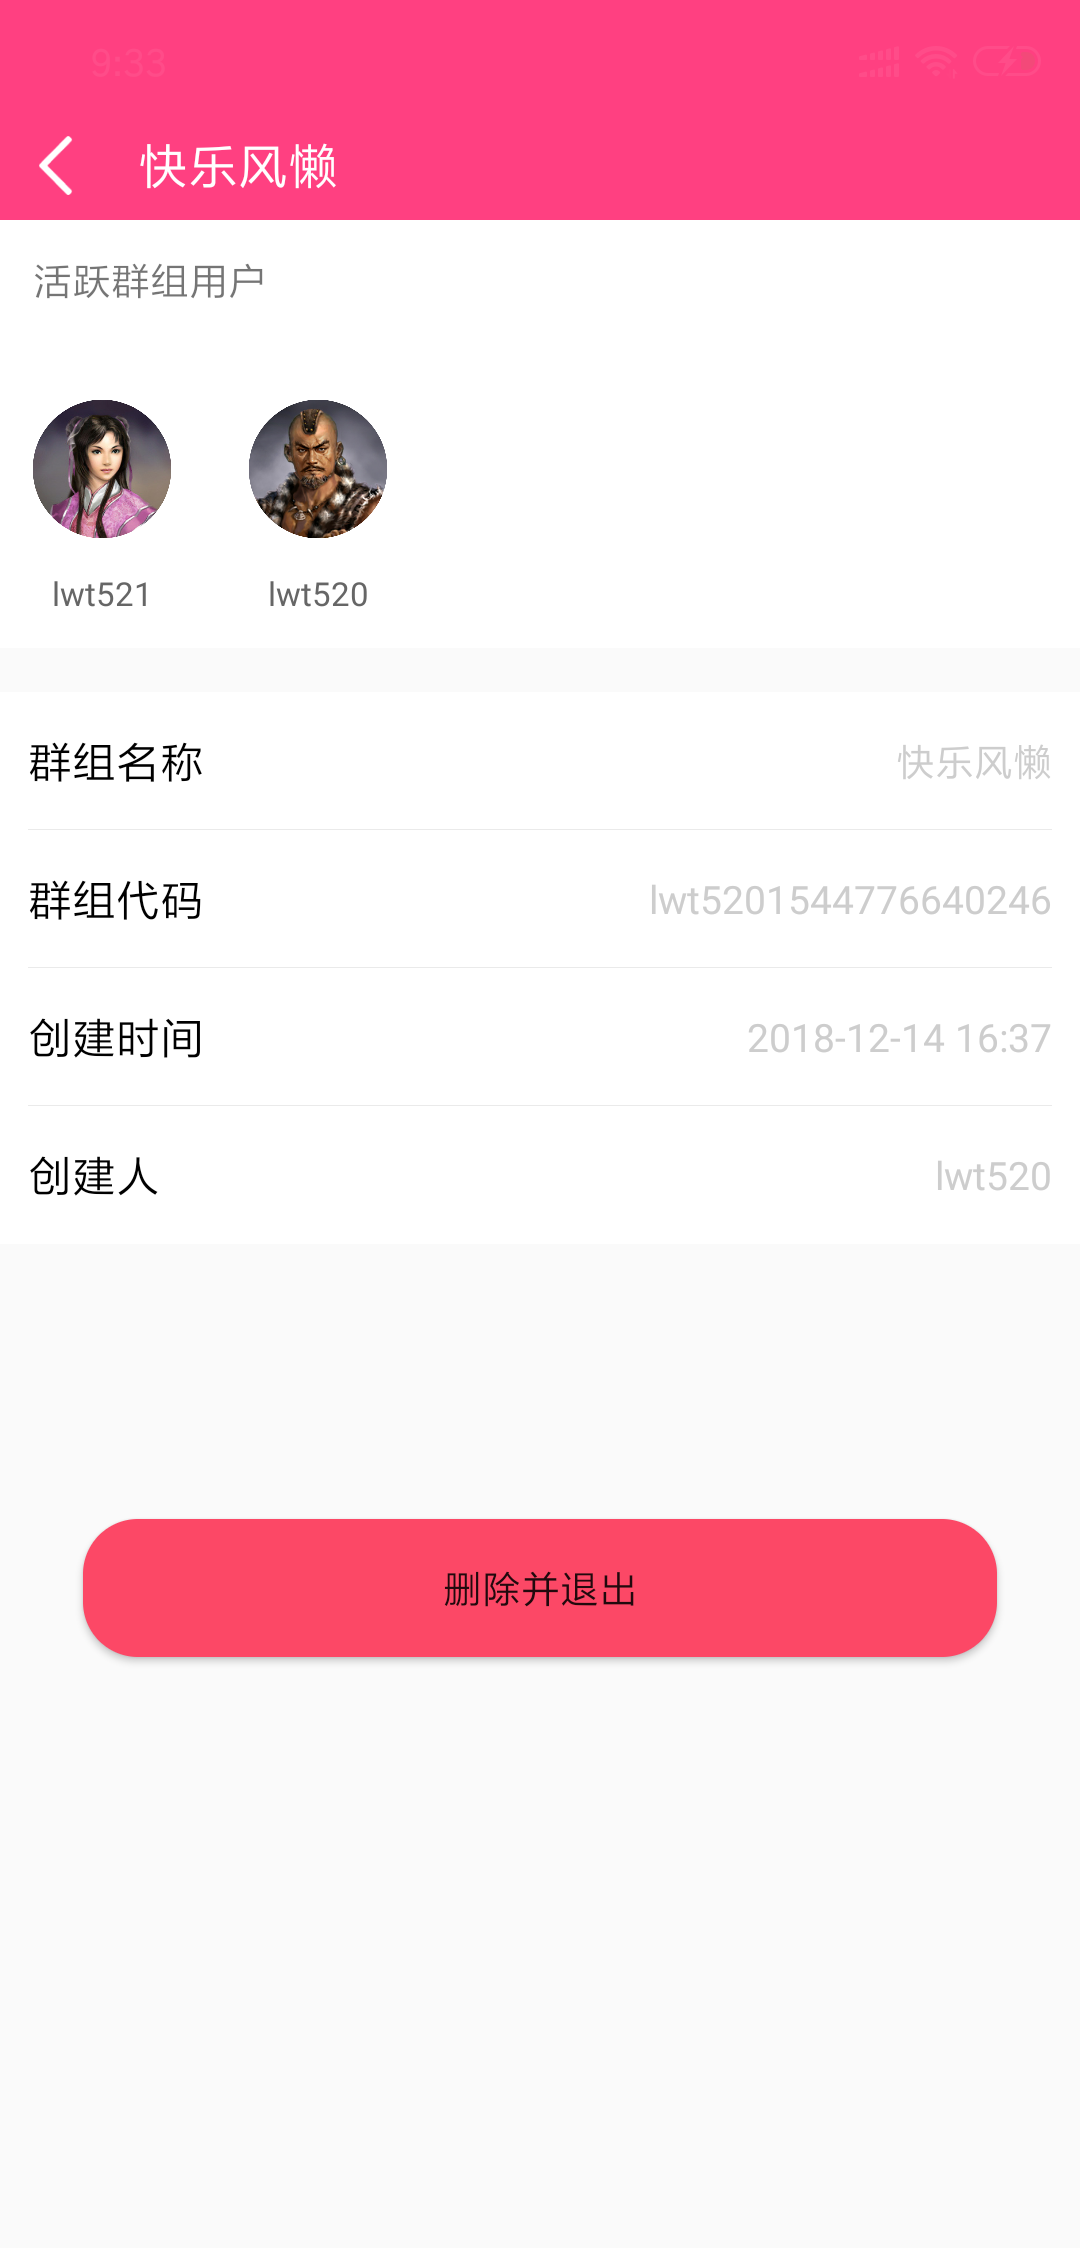 9:33
快乐风懒
活跃群组用户
lwt521 lwt520
群组名称 快乐风懒
群组代码 lwt5201544776640246
创建时间 2018-12-14 16:37
创建人 lwt520
删除并退出